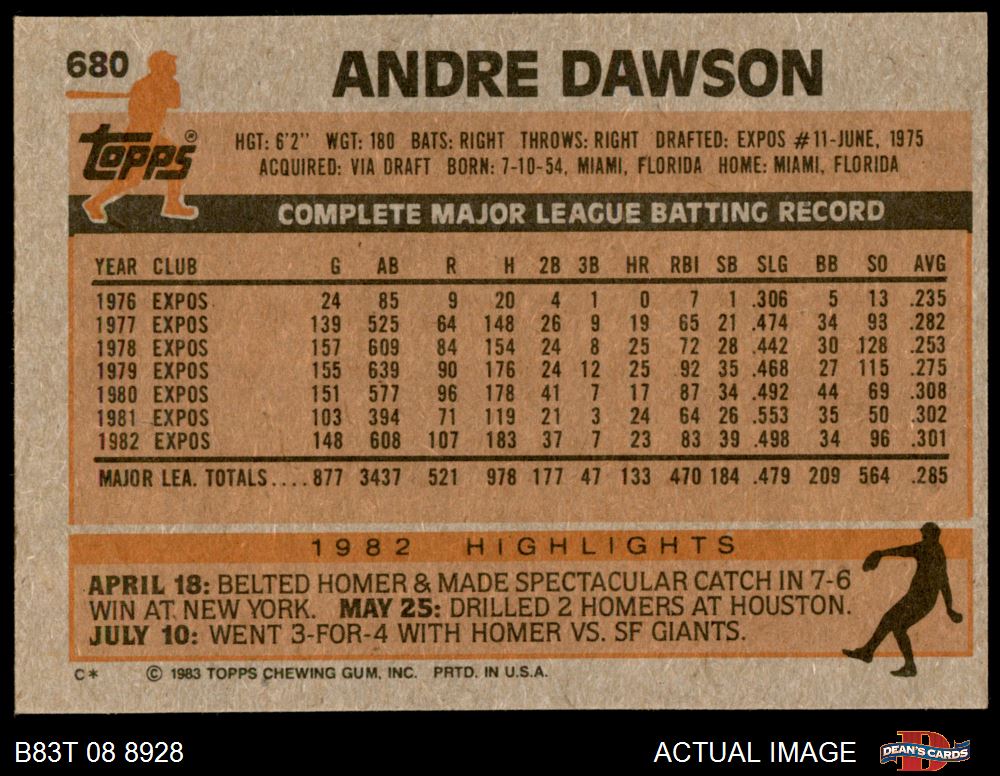 680
ANDRE DAWSON
Topps®
HGT: 6'2" WGT: 180 BATS: RIGHT THROWS: RIGHT DRAFTED: EXPOS #11-JUNE, 1975
ACQUIRED: VIA DRAFT BORN: 7-10-54, MIAMI, FLORIDA HOME: MIAMI, FLORIDA
COMPLETE MAJOR LEAGUE BATTING RECORD
YEAR CLUB G AB R H 2B 3B HR RBI SB SLG BB SO AVG
1976 EXPOS 24 85 9 20 4 1 0 7 1 .306 5 13 .235
1977 EXPOS 139 525 64 148 26 9 19 65 21 .474 34 93 .282
1978 EXPOS 157 609 84 154 24 8 25 72 28 .442 30 128 .253
1979 EXPOS 155 639 90 176 24 12 25 92 35 .468 27 115 .275
1980 EXPOS 151 577 96 178 41 7 17 87 34 .492 44 69 .308
1981 EXPOS 103 394 71 119 21 3 24 64 26 .553 35 50 .302
1982 EXPOS 148 608 107 183 37 7 23 83 39 .498 34 96 .301
MAJOR LEA. TOTALS....877 3437 521 978 177 47 133 470 184 .479 209 564 .285
1982 HIGHLIGHTS
APRIL 18: BELTED HOMER & MADE SPECTACULAR CATCH IN 7-6
WIN AT NEW YORK. MAY 25: DRILLED 2 HOMERS AT HOUSTON.
JULY 10: WENT 3-FOR-4 WITH HOMER VS. SF GIANTS.
C* © 1983 TOPPS CHEWING GUM, INC. PRTD. IN U.S.A.
B83T 08 8928 ACTUAL IMAGE D DEAN'S CARDS